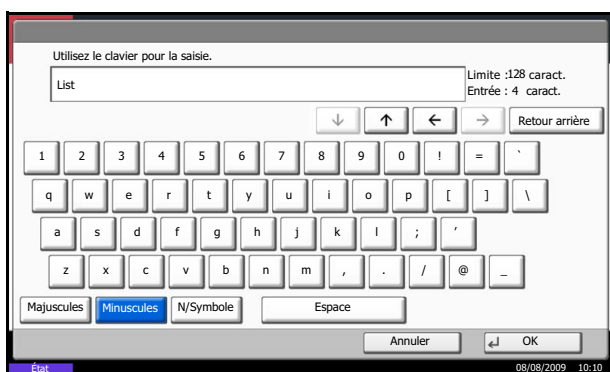 Utilisez le clavier pour la saisie.
List
Limite :128 caract.
Entrée : 4 caract.
↓ ↑ ← → Retour arrière
1 2 3 4 5 6 7 8 9 0 ! = `
q w e r t y u i o p [ ] \
a s d f g h j k l ; '
z x c v b n m , . / @ _
Majuscules Minuscules N/Symbole Espace
Annuler OK
État 08/08/2009 10:10